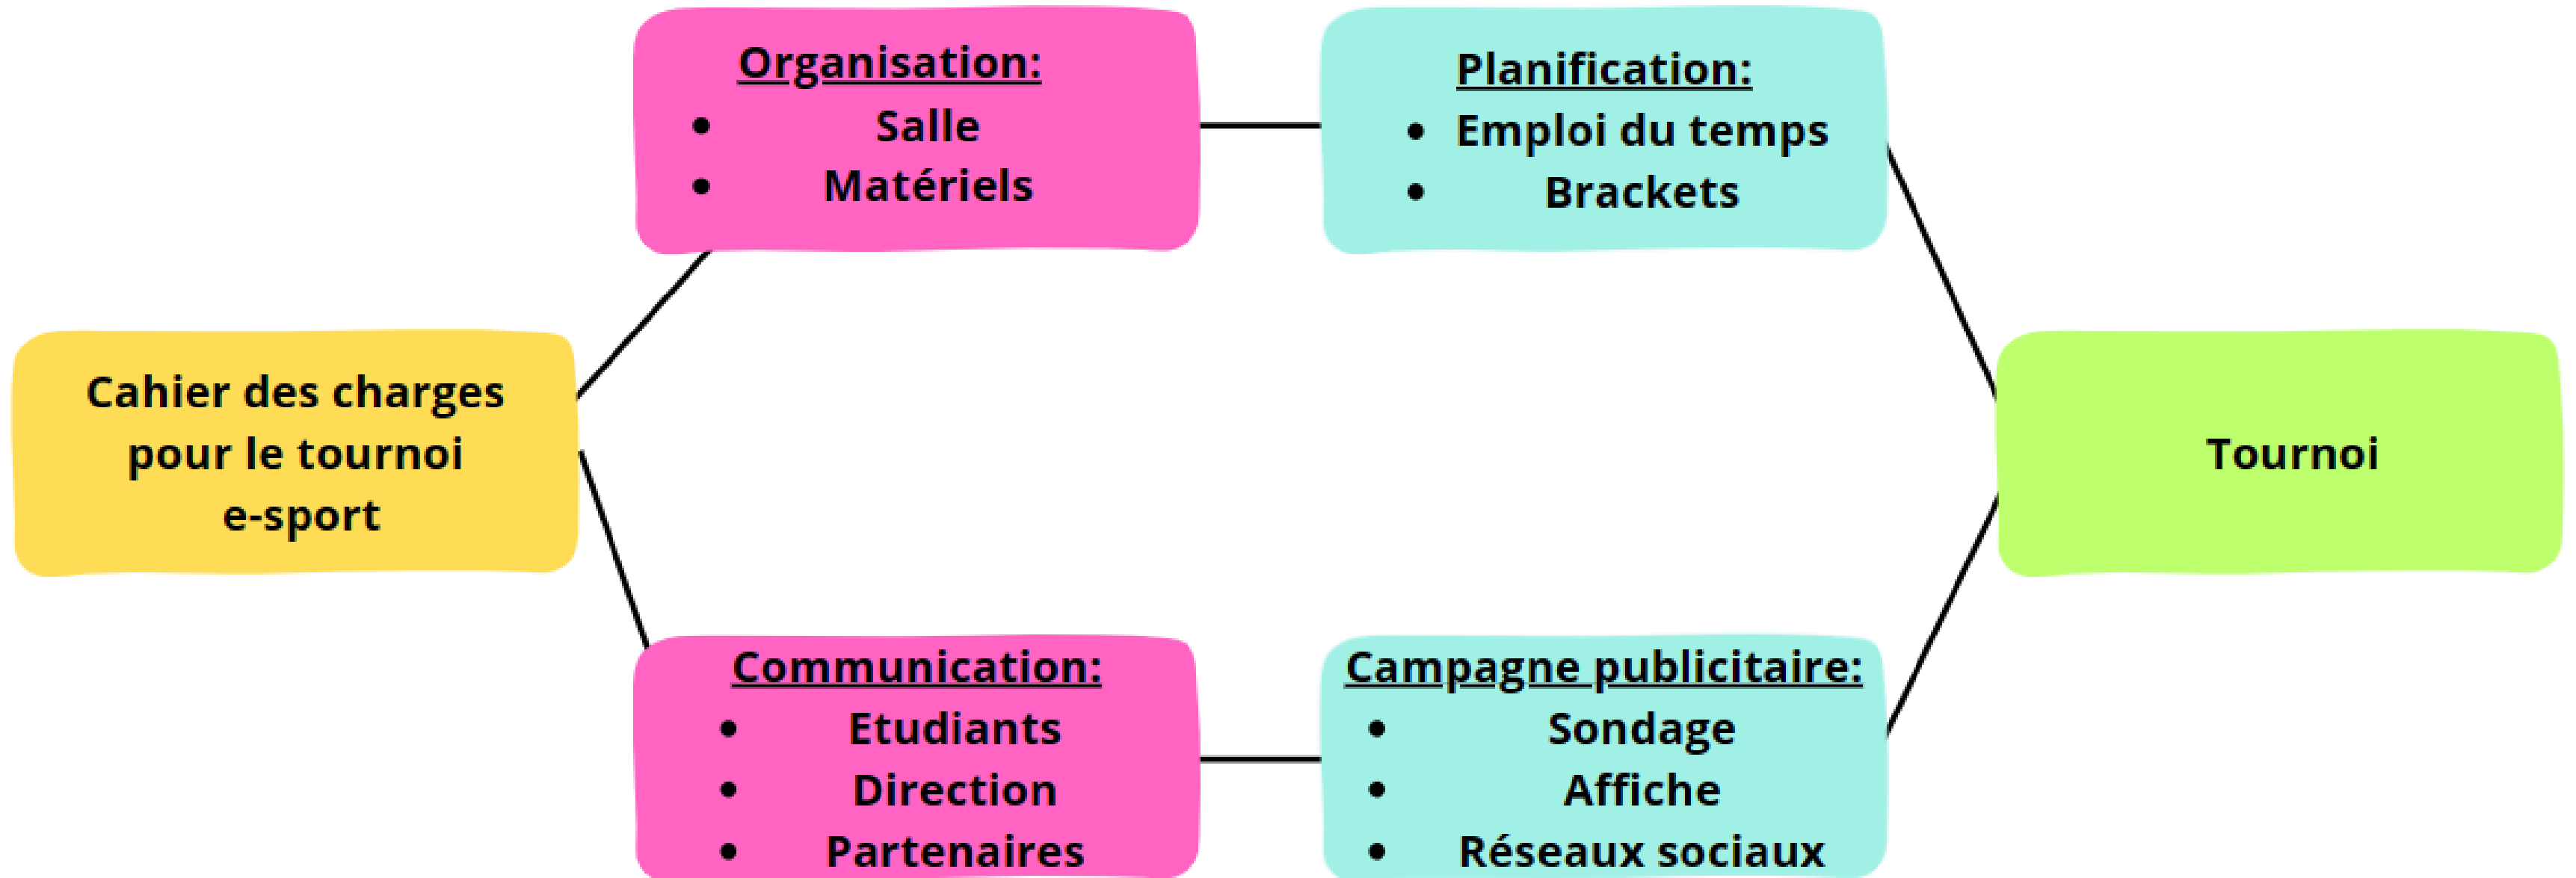 Organisation:
• Salle
• Matériels
Planification:
• Emploi du temps
• Brackets
Cahier des charges
pour le tournoi
e-sport
Tournoi
Communication:
• Etudiants
• Direction
• Partenaires
Campagne publicitaire:
• Sondage
• Affiche
• Réseaux sociaux